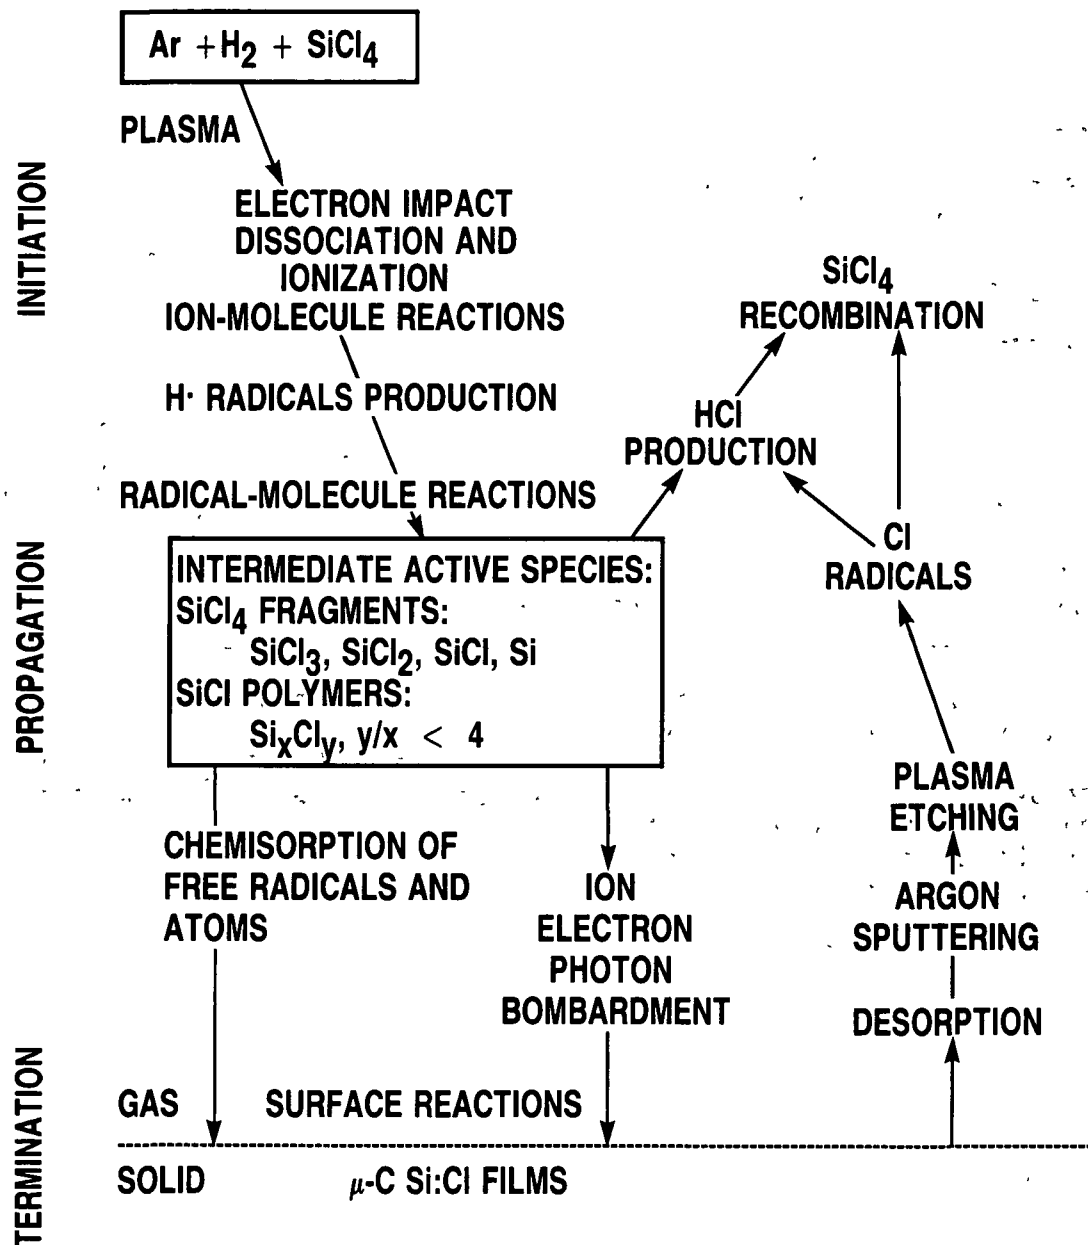 Ar + H2 + SiCl4
PLASMA
INITIATION
ELECTRON IMPACT
DISSOCIATION AND
IONIZATION
ION-MOLECULE REACTIONS
H· RADICALS PRODUCTION
RADICAL-MOLECULE REACTIONS
SiCl4
RECOMBINATION
HCl
PRODUCTION
Cl
RADICALS
PROPAGATION
INTERMEDIATE ACTIVE SPECIES:
SiCl4 FRAGMENTS:
SiCl3, SiCl2, SiCl, Si
SiCl POLYMERS:
SixCly, y/x < 4
PLASMA
ETCHING
ARGON
SPUTTERING
DESORPTION
CHEMISORPTION OF
FREE RADICALS AND
ATOMS
ION
ELECTRON
PHOTON
BOMBARDMENT
TERMINATION
GAS SURFACE REACTIONS
SOLID μ-C Si:Cl FILMS